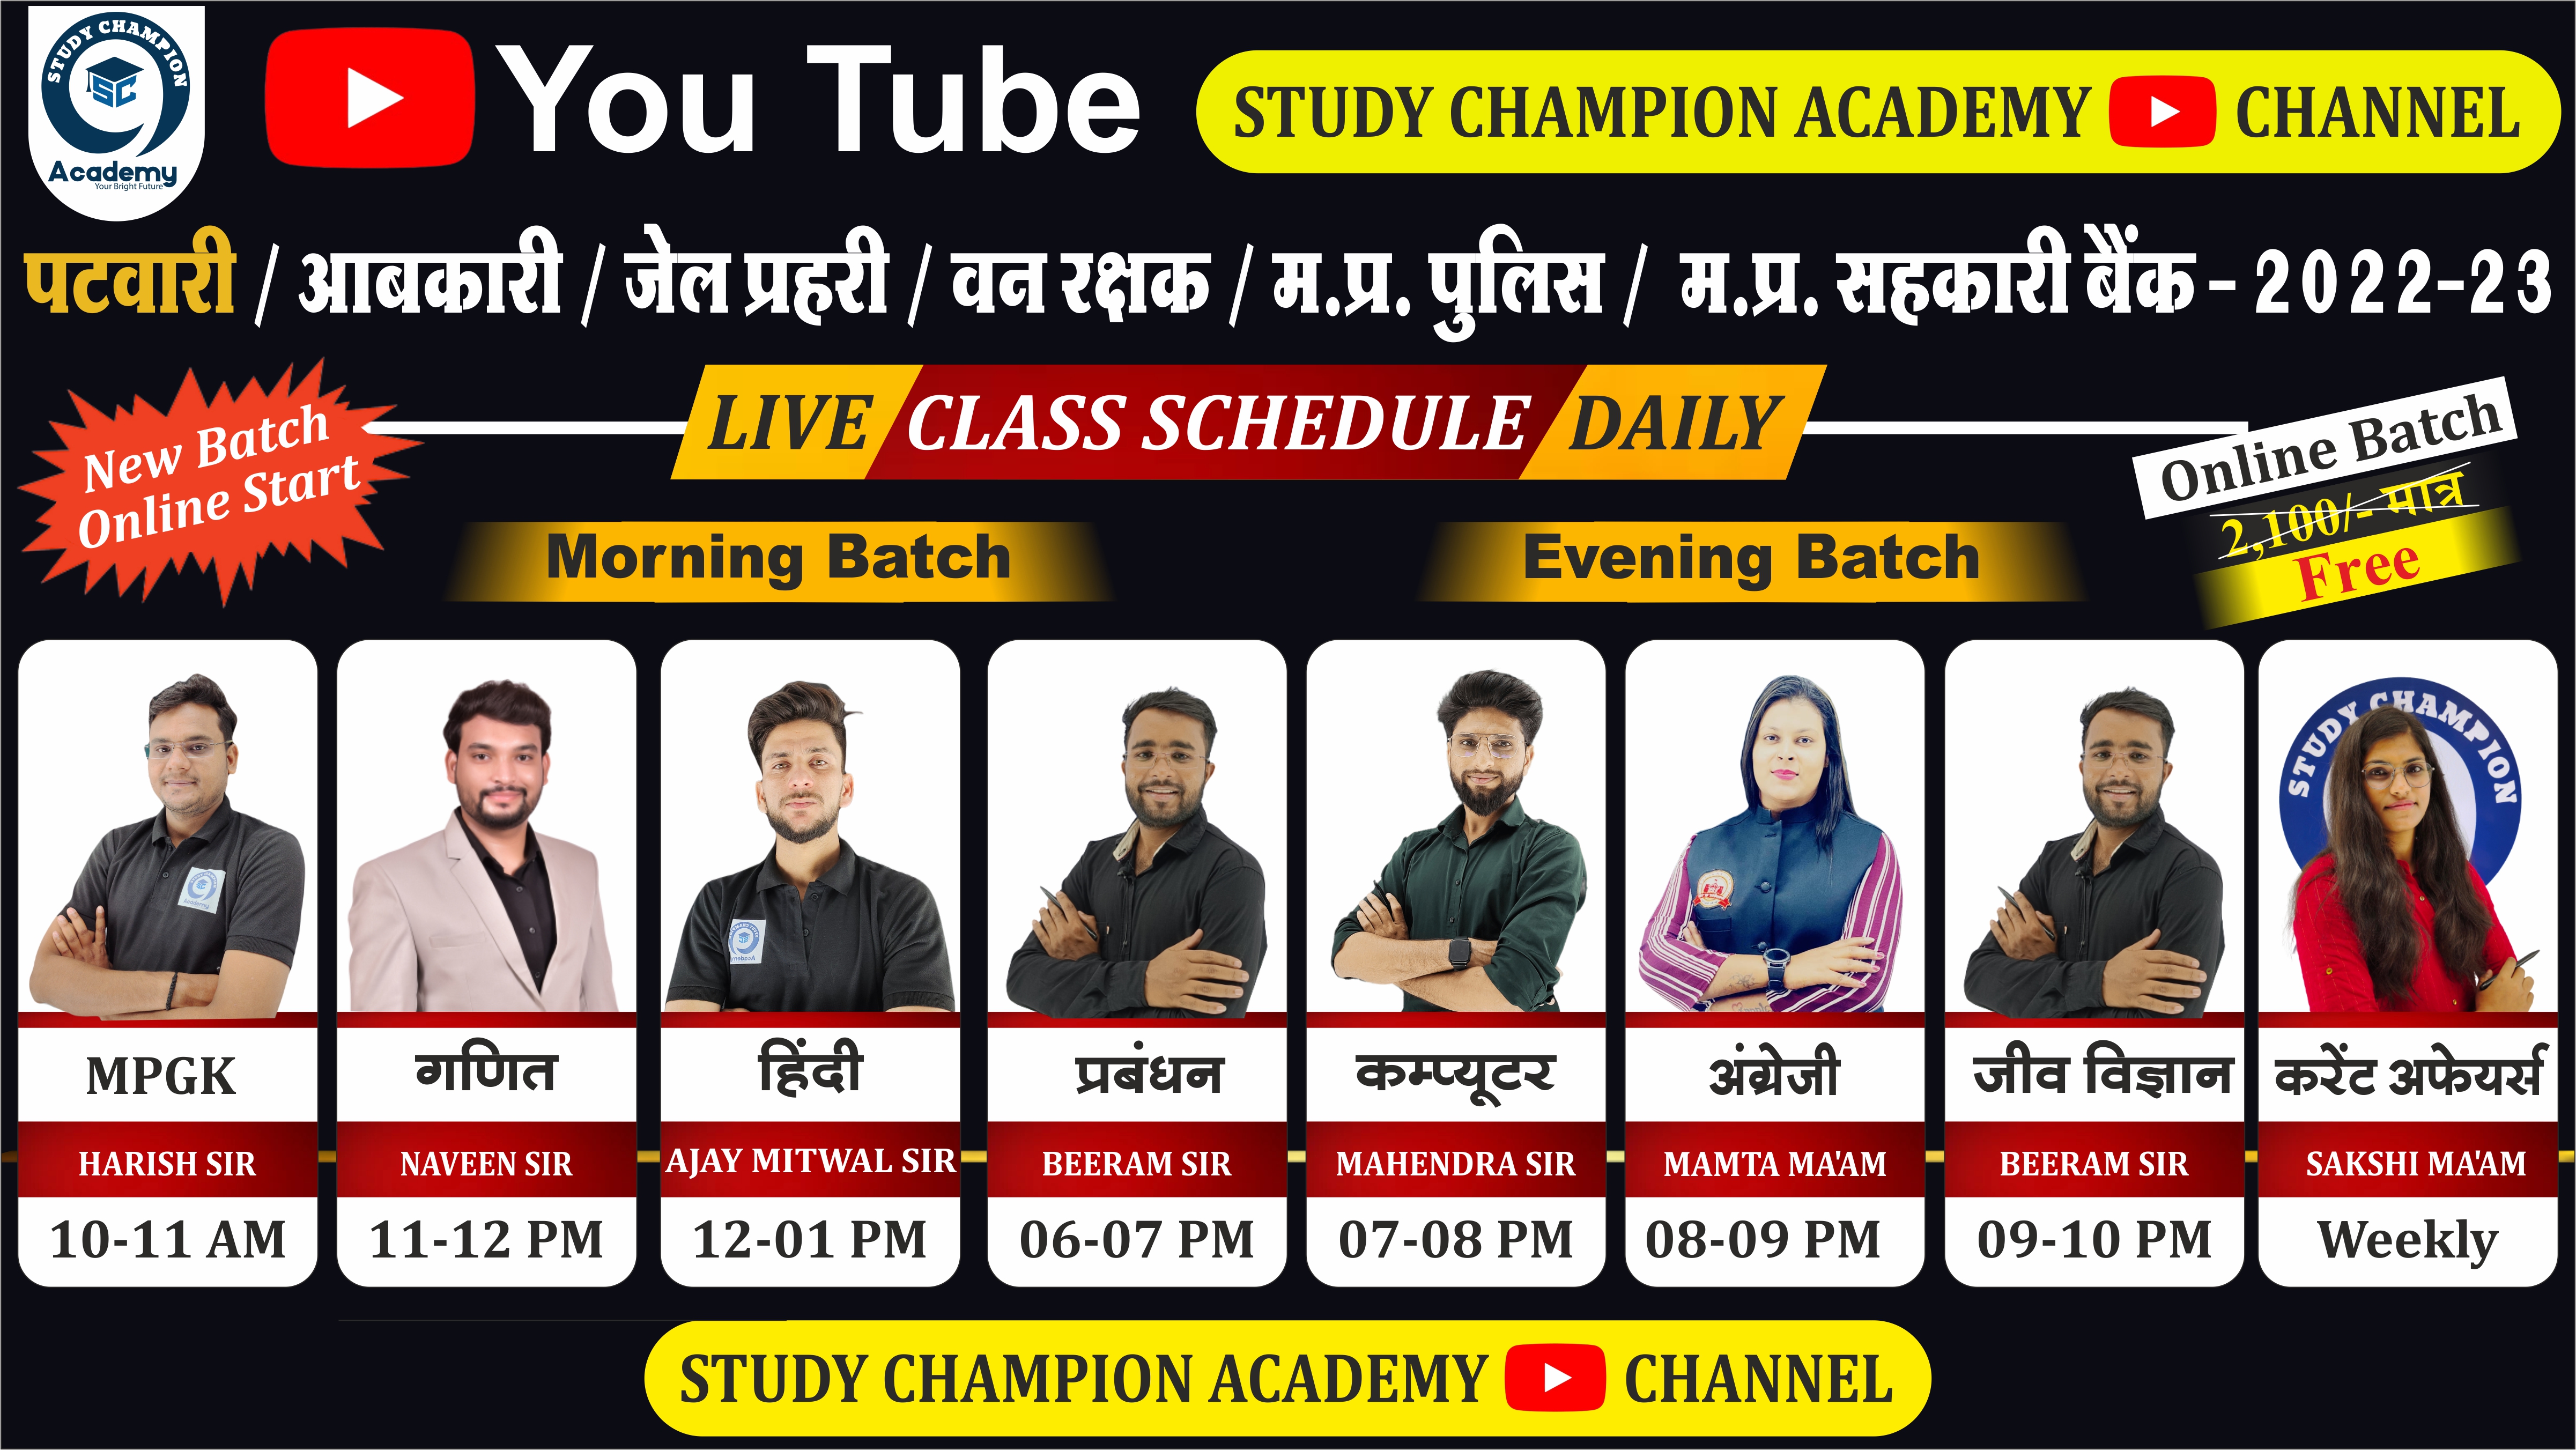 STUDY CHAMPION
SC
Academy
Your Bright Future
You Tube
STUDY CHAMPION ACADEMY CHANNEL
पटवारी / आबकारी / जेल प्रहरी / वन रक्षक / म.प्र. पुलिस / म.प्र. सहकारी बैंक - 2022-23
New Batch
Online Start
LIVE CLASS SCHEDULE DAILY
Online Batch
2,100/- मात्र
Free
Morning Batch
Evening Batch
STUDY CHAMPION
MPGK
HARISH SIR
10-11 AM
गणित
NAVEEN SIR
11-12 PM
हिंदी
AJAY MITWAL SIR
12-01 PM
प्रबंधन
BEERAM SIR
06-07 PM
कम्प्यूटर
MAHENDRA SIR
07-08 PM
अंग्रेजी
MAMTA MA'AM
08-09 PM
जीव विज्ञान
BEERAM SIR
09-10 PM
करेंट अफेयर्स
SAKSHI MA'AM
Weekly
STUDY CHAMPION ACADEMY CHANNEL